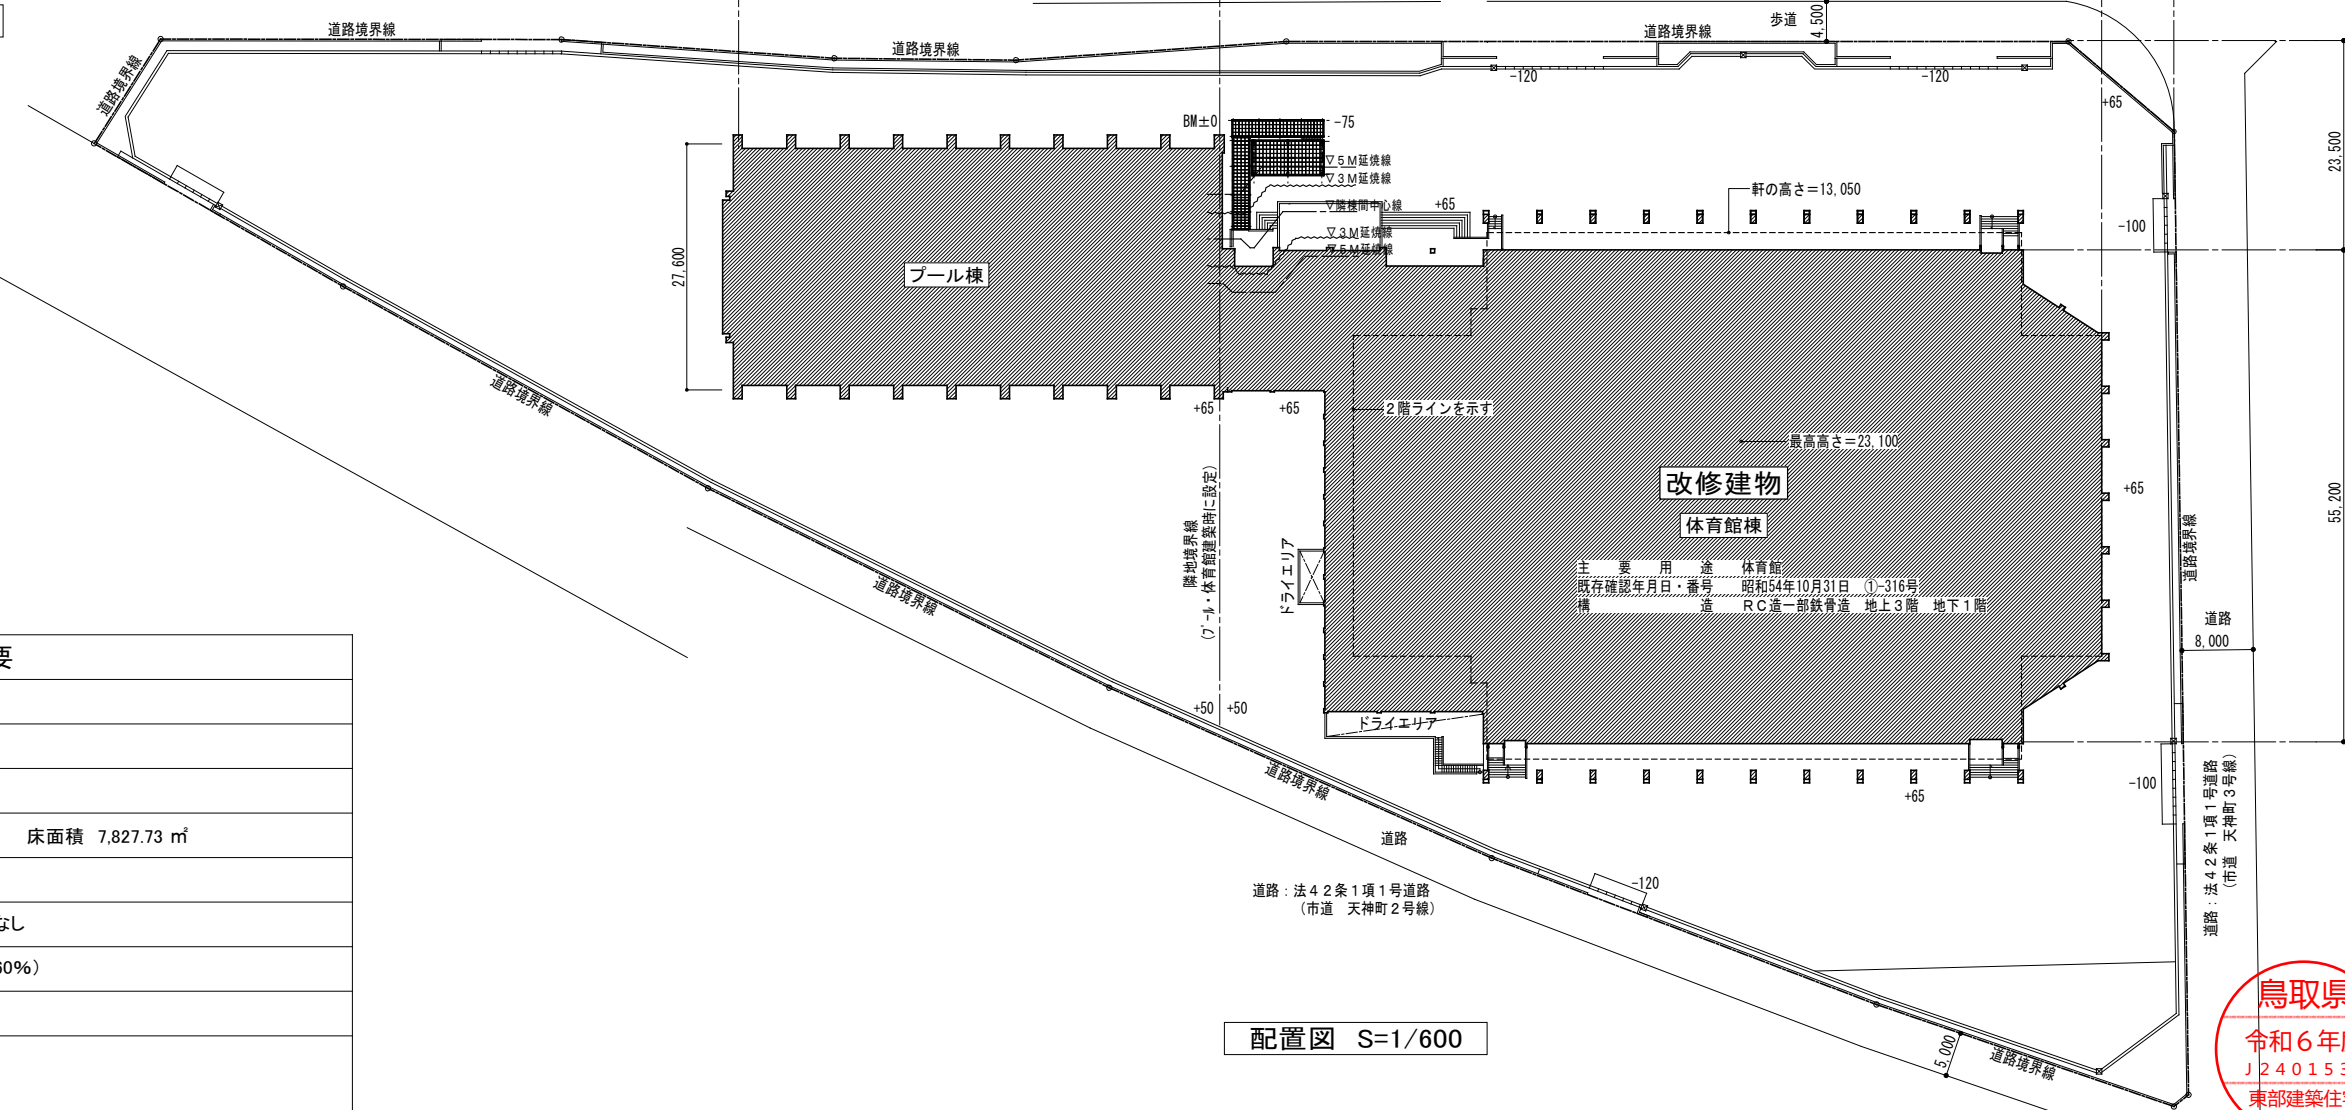 道路境界線
道路境界線
道路境界線
歩道
4,500
道路境界線
-120
-120
+65
BM±0
-75
▽5M延焼線
▽3M延焼線
▽隣棟間中心線
+65
▽3M延焼線
▽5M延焼線
軒の高さ=13,050
-100
23,500
27,600
プール棟
道路境界線
+65
+65
2階ラインを示す
最高高さ=23,100
改修建物
体育館棟
+65
55,200
隣地境界線
(プール・体育館建築時に設定)
ドライエリア
主要用途 体育館
既存確認年月日・番号 昭和54年10月31日 ①-316号
構造 RC造一部鉄骨造 地上3階 地下1階
道路境界線
道路境界線
道路
8,000
要
床面積 7,827.73 ㎡
なし
60%)
+50
+50
ドライエリア
道路境界線
+65
-100
道路:法42条1項1号道路
(市道 天神町3号線)
道路
道路:法42条1項1号道路
(市道 天神町2号線)
-120
配置図 S=1/600
5,000
道路境界線
鳥取県
令和6年度
J240153
東部建築住宅